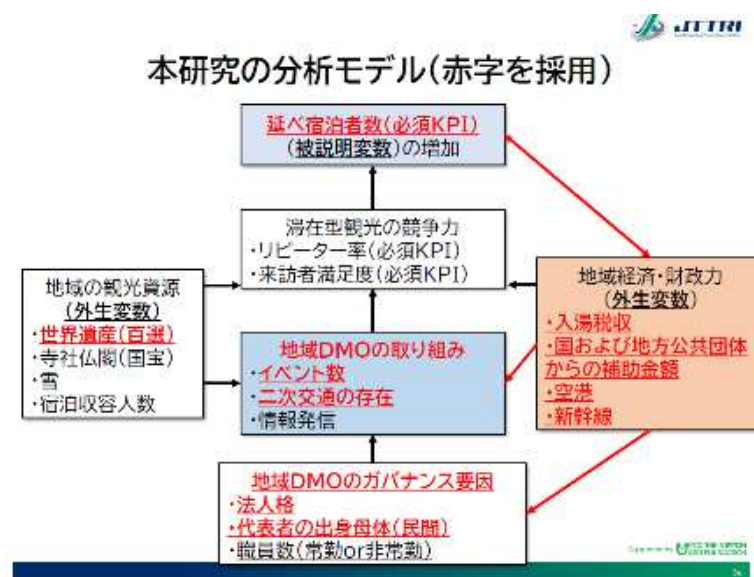 JTTRI
本研究の分析モデル(赤字を採用)
延べ宿泊者数(必須KPI)
(被説明変数)の増加
滞在型観光の競争力
・リピーター率(必須KPI)
・来訪者満足度(必須KPI)
地域の観光資源
(外生変数)
・世界遺産(百選)
・寺社仏閣(国宝)
・雪
・宿泊収容人数
地域DMOの取り組み
・イベント数
・二次交通の存在
・情報発信
地域経済・財政力
(外生変数)
・入湯税収
・国および地方公共団体
からの補助金額
・空港
・新幹線
地域DMOのガバナンス要因
・法人格
・代表者の出身母体(民間)
・職員数(常勤or非常勤)
Supported by